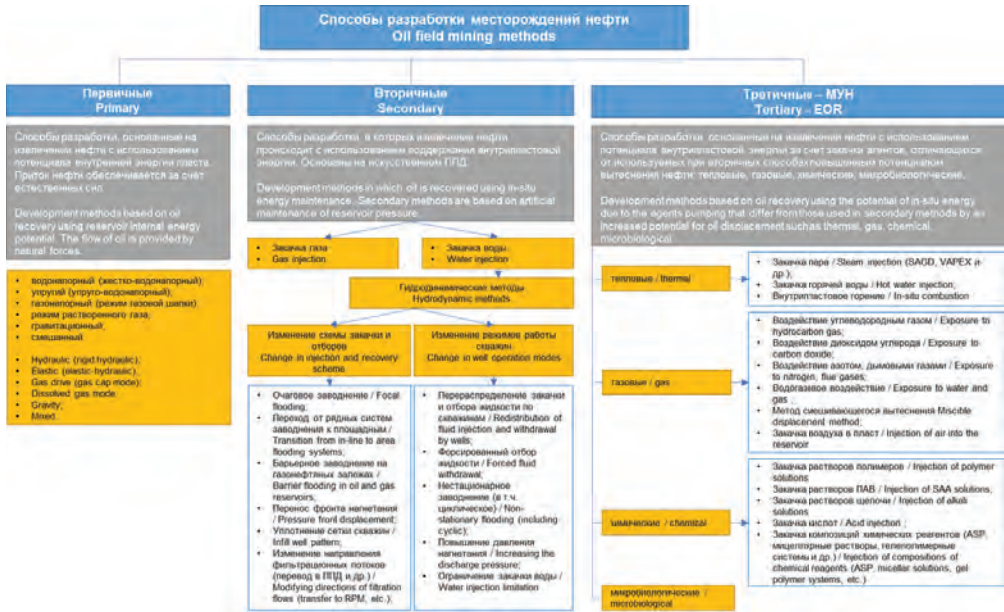 Способы разработки месторождений нефти
Oil field mining methods
Первичные
Primary
Способы разработки, основанные на
извлечении нефти с использованием
потенциала внутренней энергии пласта.
Приток нефти обеспечивается за счёт
естественных сил.
Development methods based on oil
recovery using reservoir internal energy
potential. The flow of oil is provided by
natural forces.
• водонапорный (жестко-водонапорный);
• упругий (упруго-водонапорный);
• газонапорный (режим газовой шапки);
• режим растворенного газа;
• гравитационный;
• смешанный
• Hydraulic (rigid hydraulic);
• Elastic (elastic-hydraulic);
• Gas drive (gas cap mode);
• Dissolved gas mode
• Gravity;
• Mixed.
Вторичные
Secondary
Способы разработки, в которых извлечение нефти
происходит с использованием поддержания внутрипластовой
энергии. Основаны на искусственном ППД.
Development methods in which oil is recovered using in-situ
energy maintenance. Secondary methods are based on artificial
maintenance of reservoir pressure.
• Закачка газа
• Gas injection
• Закачка воды
• Water injection
Гидродинамические методы
Hydrodynamic methods
Изменение схемы закачки и
отборов
Change in injection and recovery
scheme
• Очаговое заводнение / Focal
flooding;
• Переход от рядных систем
заводнения к площадным /
Transition from in-line to area
flooding systems;
• Барьерное заводнение на
газонефтяных залежах /
Barrier flooding in oil and gas
reservoirs;
• Перенос фронта нагнетания
/ Pressure front displacement;
• Уплотнение сетки скважин /
Infill well pattern;
• Изменение направления
фильтрационных потоков
(перевод в ППД и др.) /
Modifying directions of filtration
flows (transfer to RPM, etc.);
Изменение режимов работы
скважин
Change in well operation modes
• Перераспределение закачки
и отбора жидкости по
скважинам / Redistribution of
fluid injection and withdrawal
by wells;
• Форсированный отбор
жидкости / Forced fluid
withdrawal;
• Нестационарное
заводнение (в т.ч.
циклическое) / Non-
stationary flooding (including
cyclic);
• Повышение давления
нагнетания / Increasing the
discharge pressure;
• Ограничение закачки воды /
Water injection limitation
Третичные – МУН
Tertiary - EOR
Способы разработки, основанные на извлечении нефти с использованием
потенциала внутрипластовой, энергии за счет закачки агентов, отличающихся
от используемых при вторичных способах повышенным потенциалом
вытеснения нефти: тепловые, газовые, химические, микробиологические.
Development methods based on oil recovery using the potential of in-situ energy
due to the agents pumping that differ from those used in secondary methods by an
increased potential for oil displacement such as thermal, gas, chemical,
microbiological.
тепловые / thermal
• Закачка пара / Steam injection (SAGD, VAPEX и
др.);
• Закачка горячей воды / Hot water injection;
• Внутрипластовое горение / In-situ combustion
газовые / gas
• Воздействие углеводородным газом / Exposure to
hydrocarbon gas;
• Воздействие диоксидом углерода / Exposure to
carbon doxide;
• Воздействие азотом, дымовыми газами / Exposure
to nitrogen, flue gases;
• Водогазовое воздействие / Exposure to water and
gas ;
• Метод смешивающегося вытеснения Miscible
displacement method;
• Закачка воздуха в пласт / Injection of air into the
reservoir
химические / chemical
• Закачка растворов полимеров / Injection of polymer
solutions
• Закачка растворов ПАВ / Injection of SAA solutions;
• Закачка растворов щелочи / Injection of alkali
solutions
• Закачка кислот / Acid injection ;
• Закачка композиций химических реагентов (ASP,
мицеллярные растворы, гелеполимерные
системы и др.) / Injection of compositions of
chemical reagents (ASP, micellar solutions, gel
polymer systems, etc.)
микробиологические /
microbiological